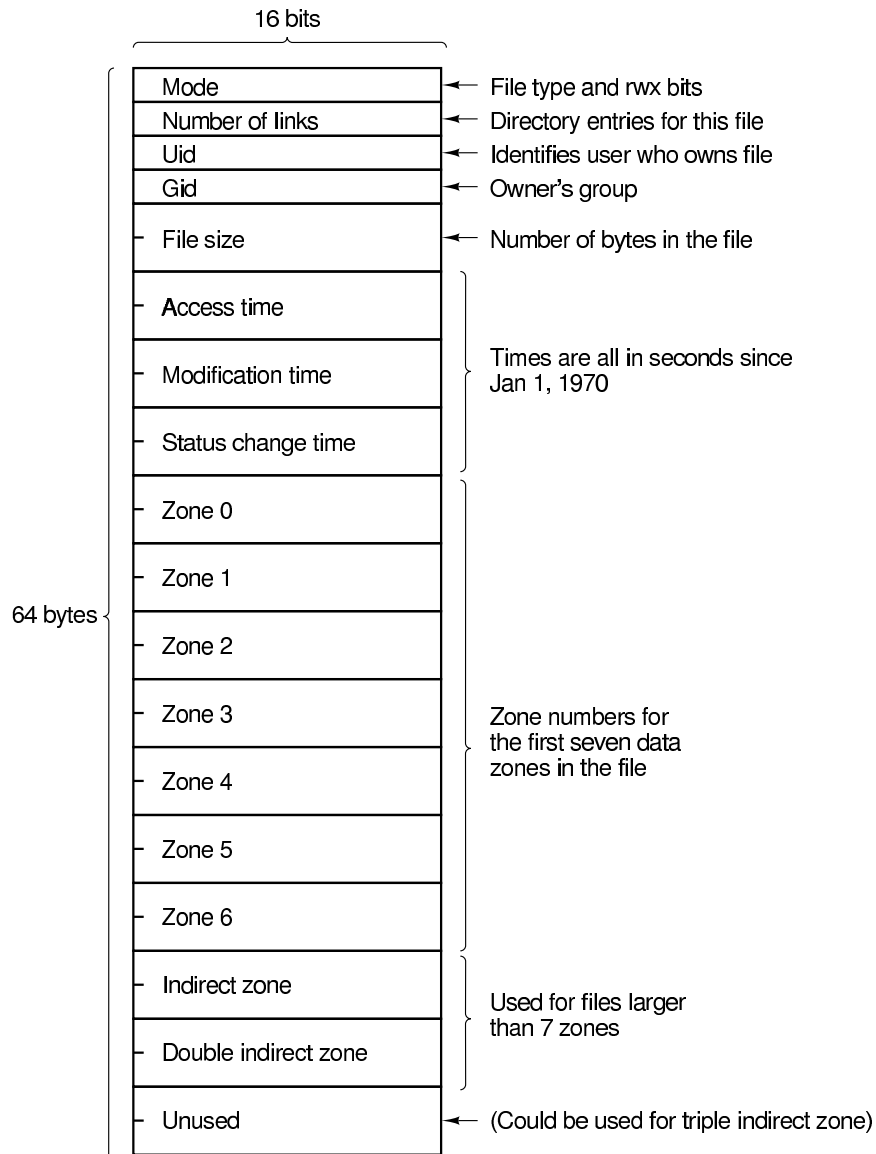 16 bits
Mode
File type and rwx bits
Number of links
Directory entries for this file
Uid
Identifies user who owns file
Gid
Owner's group
File size
Number of bytes in the file
Access time
Modification time
Times are all in seconds since
Jan 1, 1970
Status change time
Zone 0
Zone 1
64 bytes
Zone 2
Zone 3
Zone numbers for
the first seven data
zones in the file
Zone 4
Zone 5
Zone 6
Indirect zone
Used for files larger
than 7 zones
Double indirect zone
Unused
(Could be used for triple indirect zone)